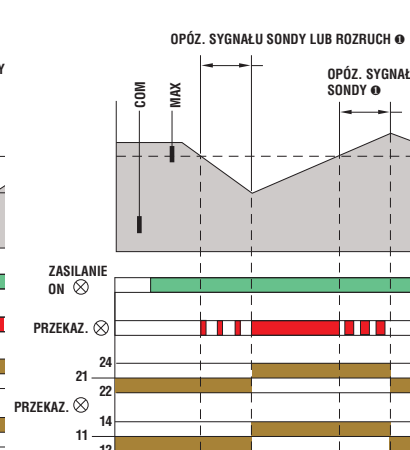 OPÓZ. SYGNAŁU SONDY LUB ROZRUCH ❶
OPÓZ. SYGNAŁ
SONDY ❶
COM
MAX
ZASILANIE
ON
PRZEKAZ.
24
21
22
PRZEKAZ.
14
11
12